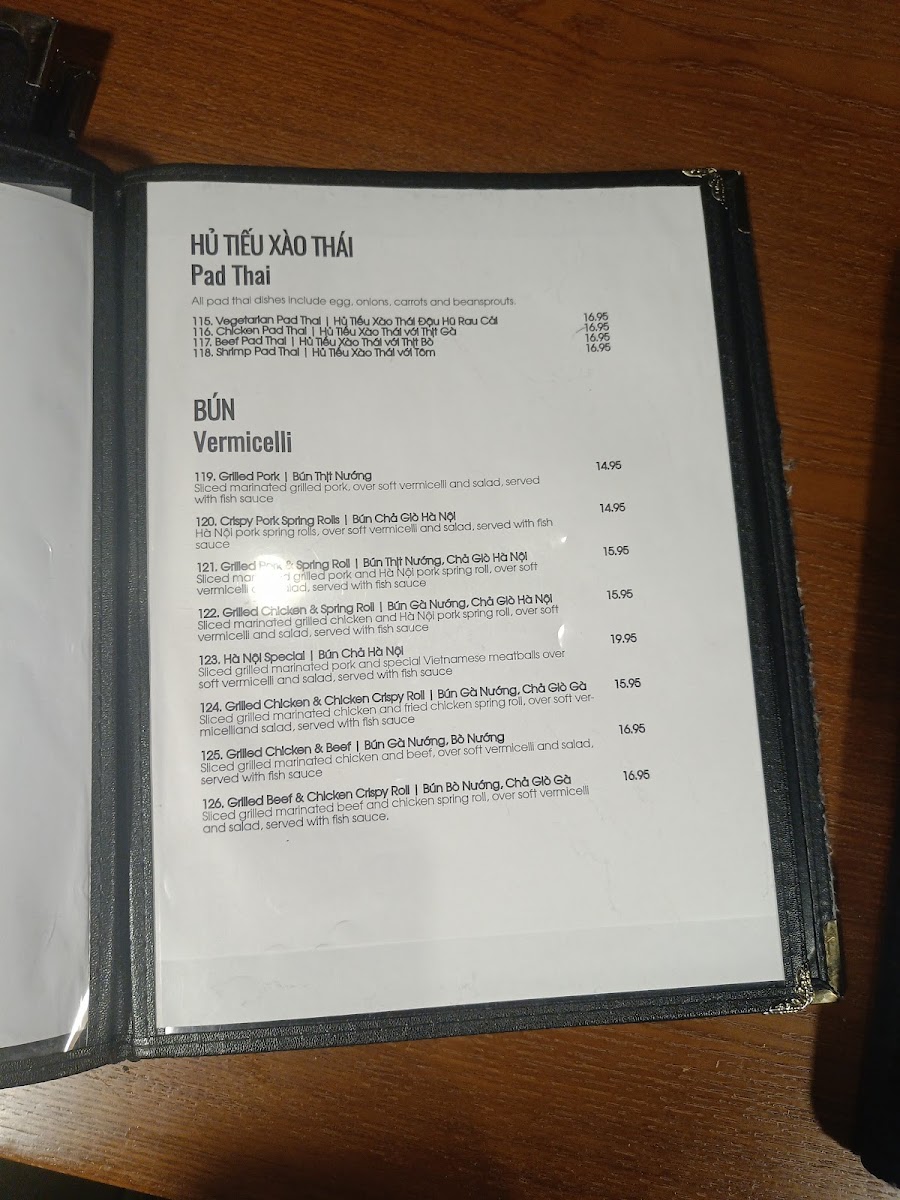 HỦ TIẾU XÀO THÁI
Pad Thai
All pad thai dishes include egg, onions, carrots and beansprouts.
115. Vegetarian Pad Thai | Hủ Tiếu Xào Thái Đậu Hũ Rau Cải 16.95
116. Chicken Pad Thai | Hủ Tiếu Xào Thái với Thịt Gà 16.95
117. Beef Pad Thai | Hủ Tiếu Xào Thái với Thịt Bò 16.95
118. Shrimp Pad Thai | Hủ Tiếu Xào Thái với Tôm 16.95
BÚN
Vermicelli
119. Grilled Pork | Bún Thịt Nướng 14.95
Sliced marinated grilled pork, over soft vermicelli and salad, served
with fish sauce
120. Crispy Pork Spring Rolls | Bún Chả Giò Hà Nội 14.95
Hà Nội pork spring rolls, over soft vermicelli and salad, served with fish
sauce
121. Grilled Pork & Spring Roll | Bún Thịt Nướng, Chả Giò Hà Nội 15.95
Sliced marinated grilled pork and Hà Nội pork spring roll, over soft
vermicelli and salad, served with fish sauce
122. Grilled Chicken & Spring Roll | Bún Gà Nướng, Chả Giò Hà Nội 15.95
Sliced marinated grilled chicken and Hà Nội pork spring roll, over soft
vermicelli and salad, served with fish sauce
123. Hà Nội Special | Bún Chả Hà Nội 19.95
Sliced grilled marinated pork and special Vietnamese meatballs over
soft vermicelli and salad, served with fish sauce
124. Grilled Chicken & Chicken Crispy Roll | Bún Gà Nướng, Chả Giò Gà 15.95
Sliced grilled marinated chicken and fried chicken spring roll, over soft ver-
micelliand salad, served with fish sauce
125. Grilled Chicken & Beef | Bún Gà Nướng, Bò Nướng 16.95
Sliced grilled marinated chicken and beef, over soft vermicelli and salad,
served with fish sauce
126. Grilled Beef & Chicken Crispy Roll | Bún Bò Nướng, Chả Giò Gà 16.95
Sliced grilled marinated beef and chicken spring roll, over soft vermicelli
and salad, served with fish sauce.